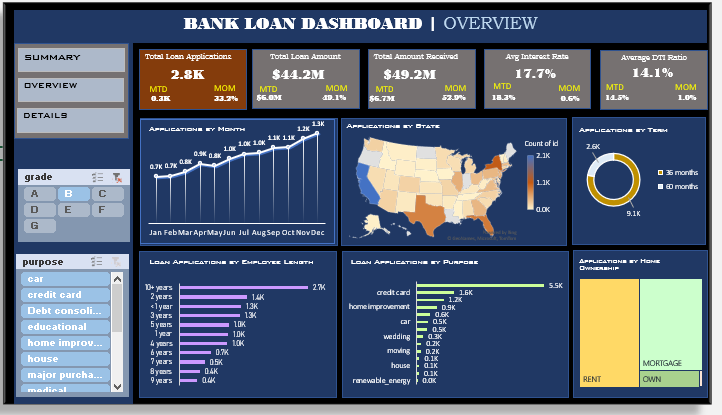 BANK LOAN DASHBOARD | OVERVIEW
SUMMARY
OVERVIEW
DETAILS
Total Loan Applications
2.8K
MTD MOM
0.3K 33.2%
Total Loan Amount
$44.2M
MTD MOM
$6.0M 49.1%
Total Amount Received
$49.2M
MTD MOM
$6.7M 52.9%
Avg Interest Rate
17.7%
MTD MOM
18.3% 0.6%
Average DTI Ratio
14.1%
MTD MOM
14.5% 1.0%
grade
A B C
D E F
G
purpose
car
credit card
Debt consoli...
educational
home improv...
house
major purcha...
medical
Applications by Month
0.7K 0.7K 0.8K 0.9K 0.8K 1.0K 1.0K 1.0K 1.1K 1.1K 1.2K 1.3K
Jan Feb Mar Apr May Jun Jul Aug Sep Oct Nov Dec
Applications by State
Count of id
2.1K
1.1K
0.0K
Applications by Term
2.6K
36 months
60 months
9.1K
Loan Applications by Employee Length
10+ years 2.7K
2 years 1.4K
< 1 year 1.3K
3 years 1.3K
5 years 1.0K
1 year 1.0K
4 years 1.0K
6 years 0.7K
7 years 0.5K
8 years 0.4K
9 years 0.4K
Loan Applications by Purpose
5.5K
credit card 1.6K
1.2K
home improvement 0.9K
0.6K
car 0.5K
0.5K
wedding 0.3K
0.2K
moving 0.2K
0.1K
house 0.1K
0.1K
renewable_energy 0.0K
Applications by Home
Ownership
RENT
MORTGAGE
OWN